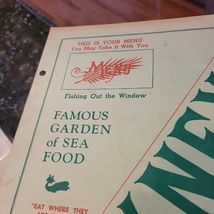 THIS IS YOUR MENU
You May Take It With You
MENU
Fishing Out the Window
FAMOUS
GARDEN
of SEA
FOOD
"EAT WHERE THEY